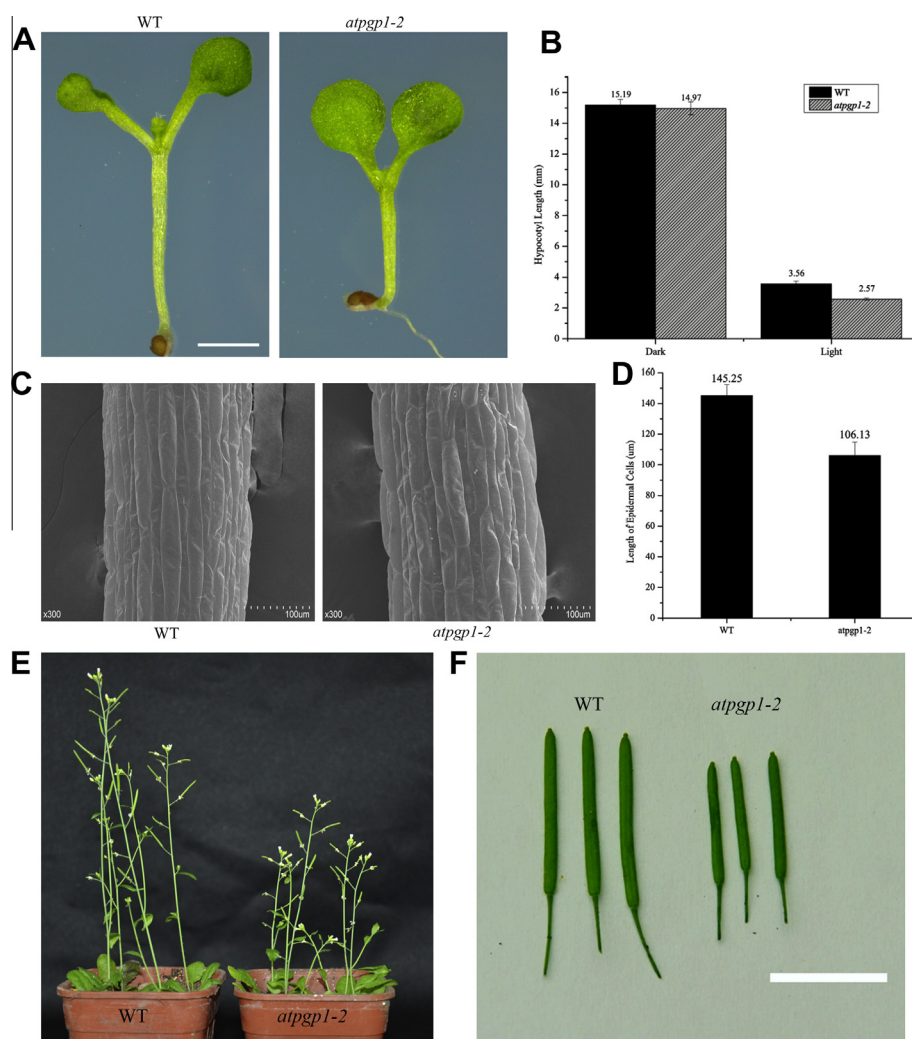 A
WT
atpgp1-2
B
Hypocotyl Length (mm)
16
14
12
10
8
6
4
2
0
15.19
14.97
3.56
2.57
WT
atpgp1-2
Dark
Light
C
x300
100um
x300
100um
WT
atpgp1-2
D
Length of Epidermal Cells (um)
160
140
120
100
80
60
40
20
0
145.25
106.13
WT
atpgp1-2
E
WT
atpgp1-2
F
WT
atpgp1-2